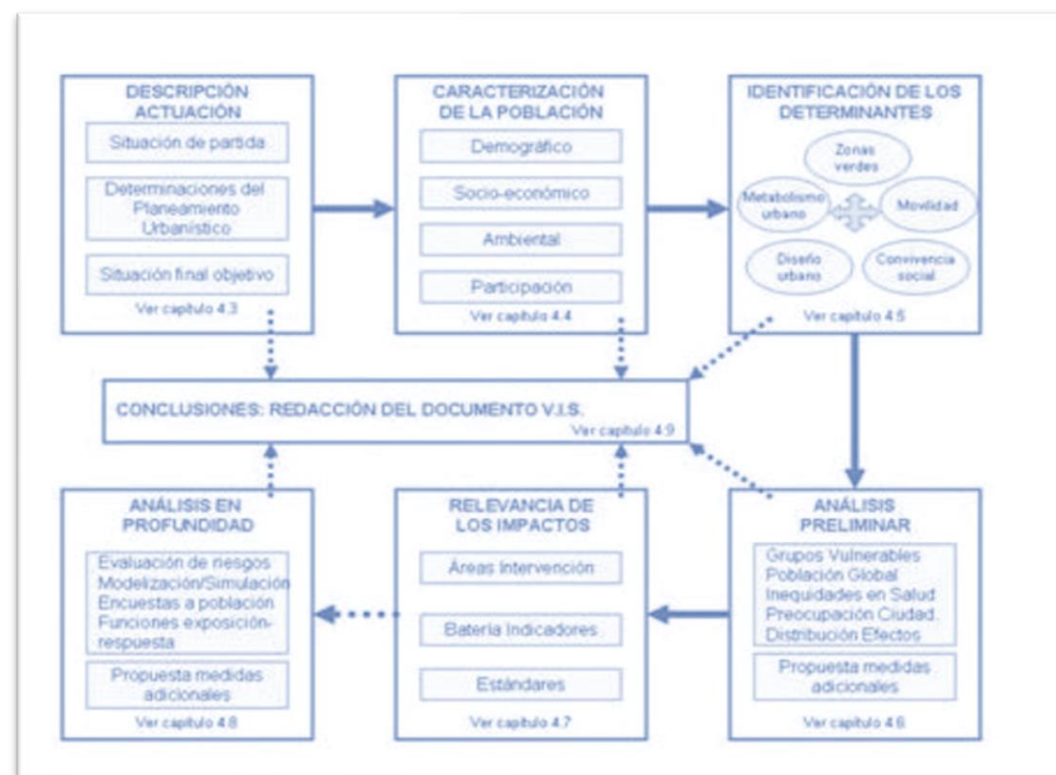 DESCRIPCIÓN
ACTUACIÓN
Situación de partida
Determinaciones del
Planeamiento
Urbanístico
Situación final objetivo
Ver capítulo 4.3
CARACTERIZACIÓN
DE LA POBLACIÓN
Demográfico
Socio-económico
Ambiental
Participación
Ver capítulo 4.4
IDENTIFICACIÓN DE LOS
DETERMINANTES
Zonas
verdes
Metabolismo
urbano
Movilidad
Diseño
urbano
Convivencia
social
Ver capítulo 4.5
CONCLUSIONES: REDACCIÓN DEL DOCUMENTO V.I.S.
Ver capítulo 4.9
ANÁLISIS EN
PROFUNDIDAD
Evaluación de riesgos
Modelización/Simulación
Encuestas a población
Funciones exposición-
respuesta
Propuesta medidas
adicionales
Ver capítulo 4.8
RELEVANCIA DE
LOS IMPACTOS
Áreas Intervención
Batería Indicadores
Estándares
Ver capítulo 4.7
ANÁLISIS
PRELIMINAR
Grupos Vulnerables
Población Global
Inequidades en Salud
Preocupación Ciudad.
Distribución Efectos
Propuesta medidas
adicionales
Ver capítulo 4.6